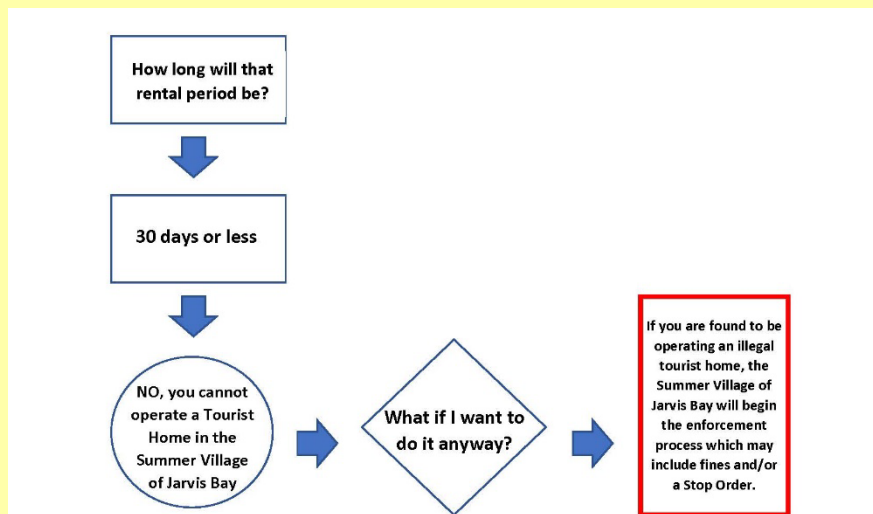 How long will that
rental period be?
30 days or less
NO, you cannot
operate a Tourist
Home in the
Summer Village
of Jarvis Bay
What if I want to
do it anyway?
If you are found to be
operating an illegal
tourist home, the
Summer Village of
Jarvis Bay will begin
the enforcement
process which may
include fines and/or
a Stop Order.